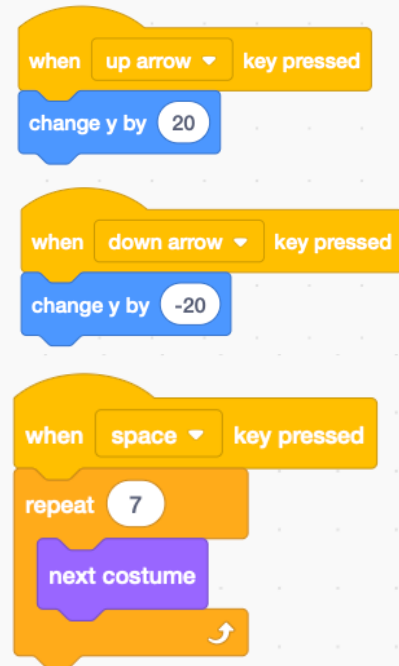 when up arrow key pressed
change y by 20
when down arrow key pressed
change y by -20
when space key pressed
repeat 7
next costume